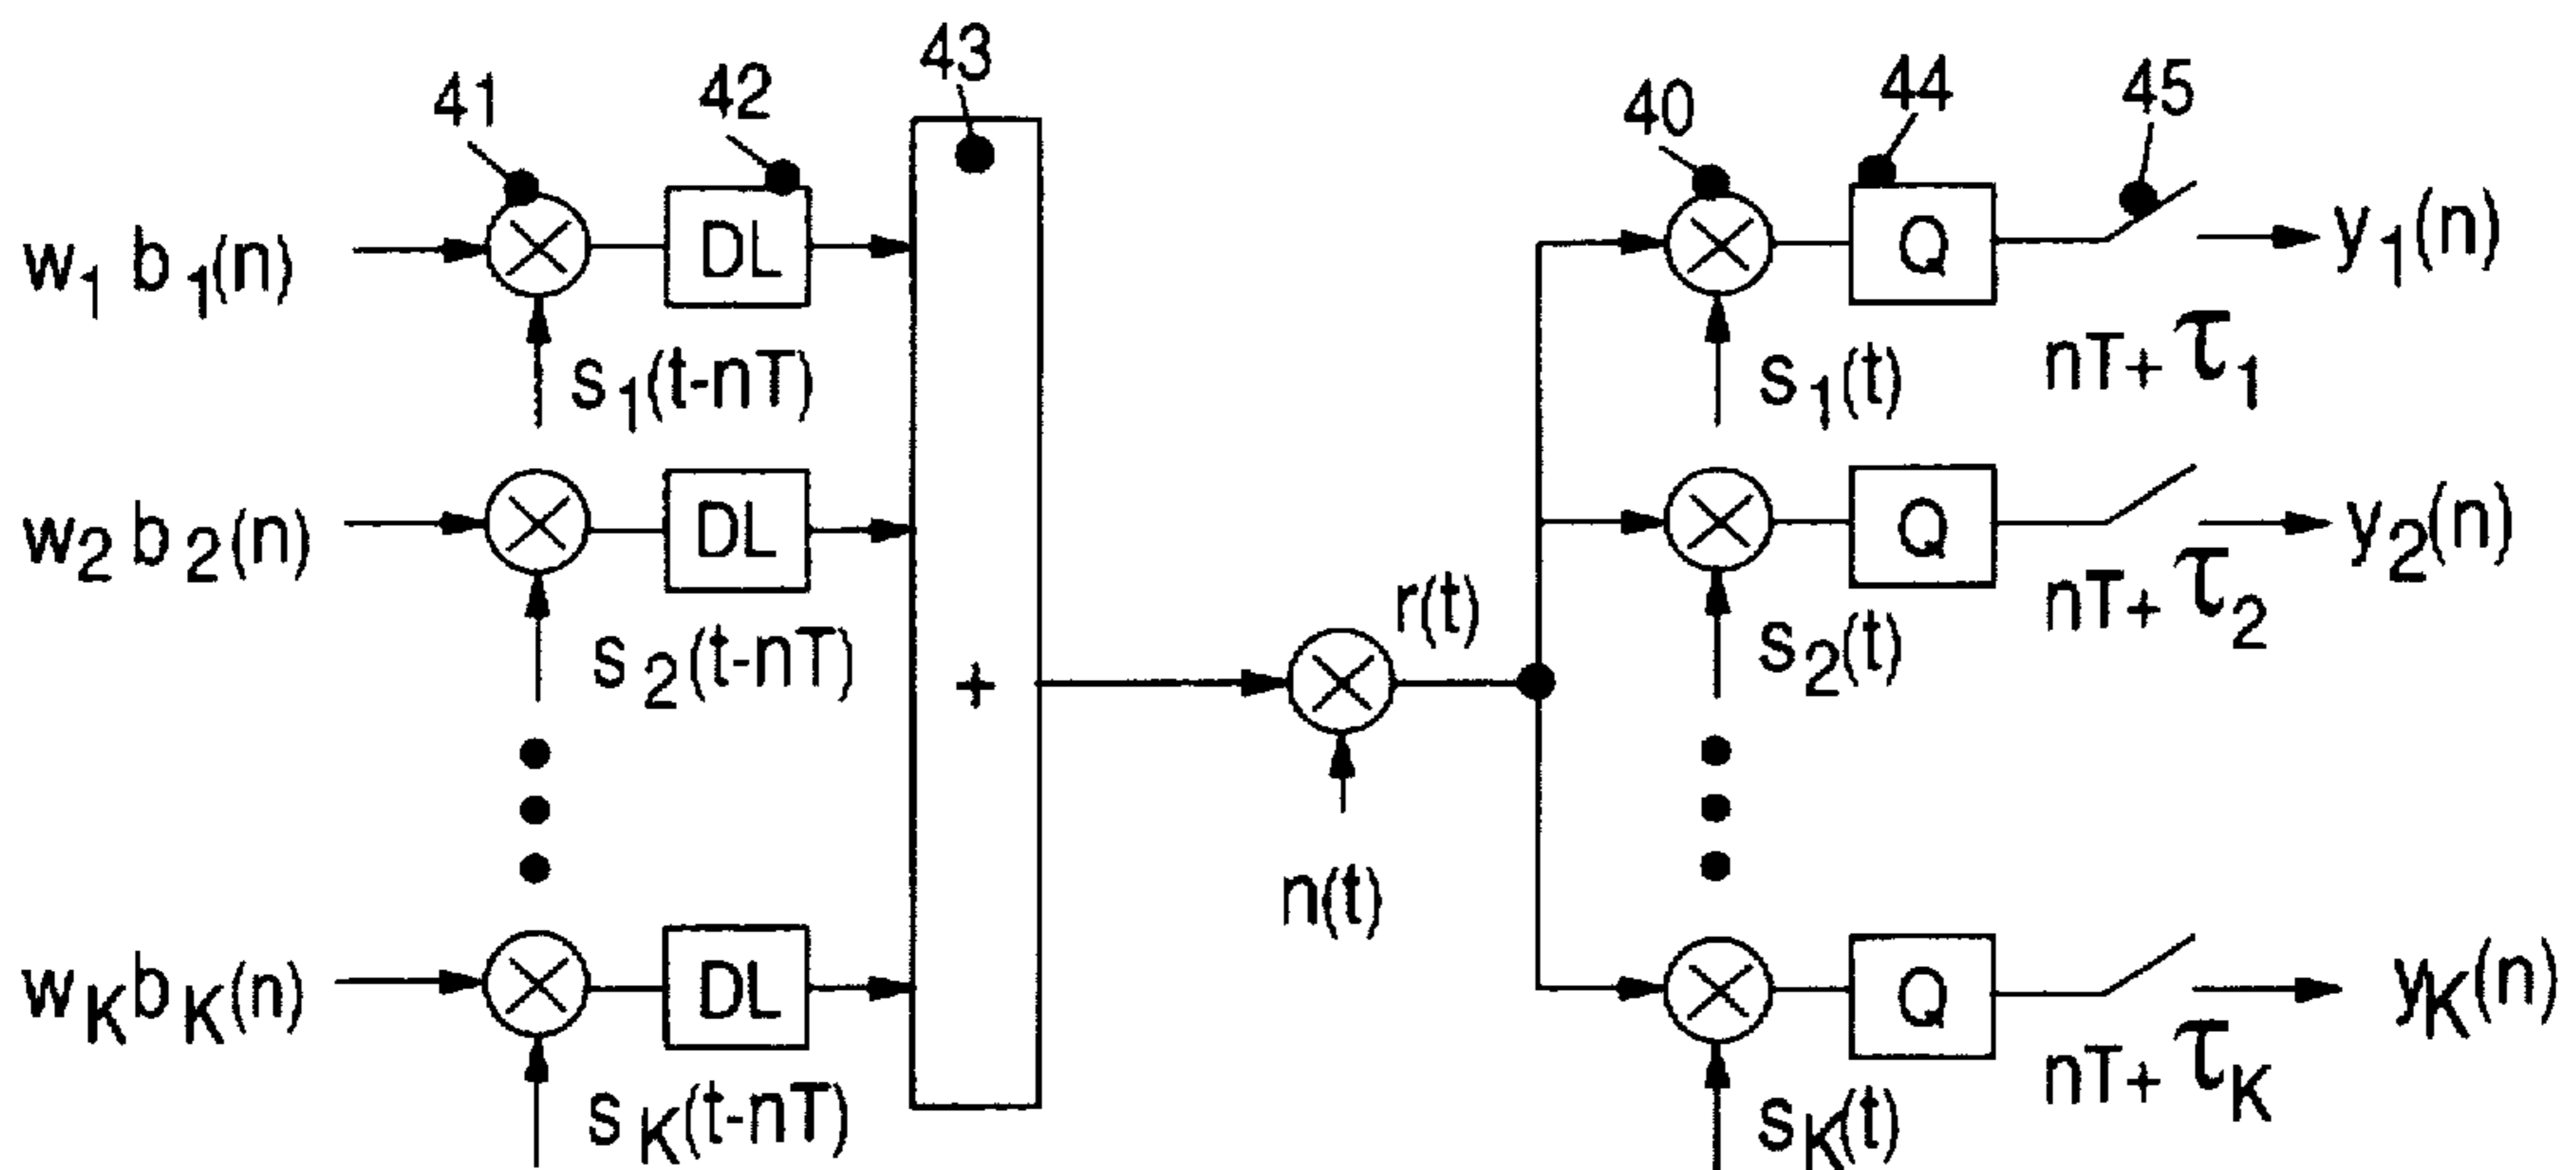 41 42 43 40 44 45
w1 b1(n) DL Q y1(n)
s1(t-nT) s1(t) nT+ τ1
w2 b2(n) DL Q y2(n)
s2(t-nT) r(t) s2(t) nT+ τ2
+
n(t)
wK bK(n) DL Q yK(n)
sK(t-nT) sK(t) nT+ τK